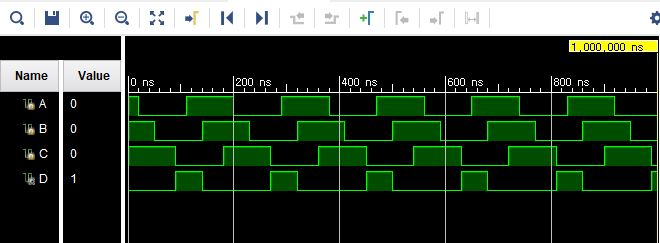 1,000,000 ns
Name Value
0 ns 200 ns 400 ns 600 ns 800 ns
A 0
B 0
C 0
D 1